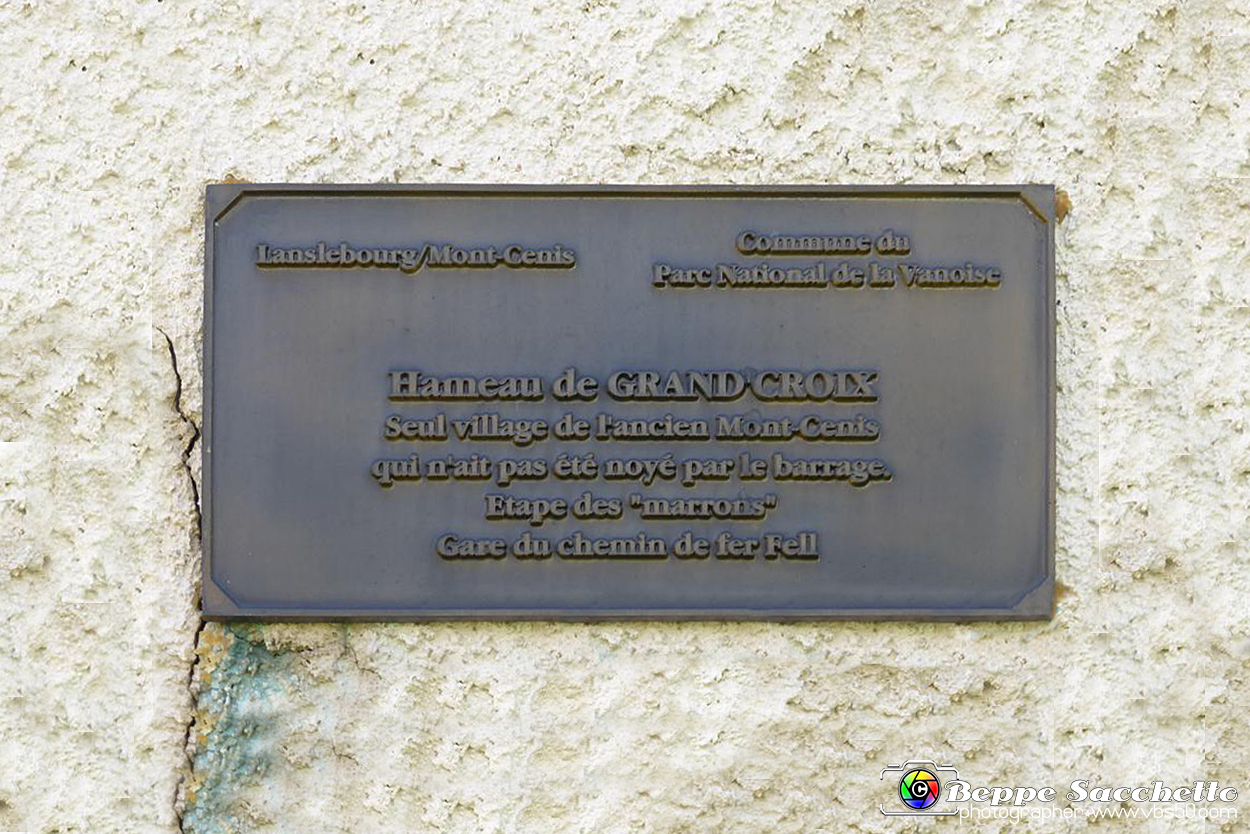 Lanslebourg/Mont-Cenis
Commune du
Parc National de la Vanoise
Hameau de GRAND'CROIX
Seul village de l'ancien Mont-Cenis
qui n'ait pas été noyé par le barrage.
Etape des "marrons"
Gare du chemin de fer Fell
C Beppe Sacchetto
photographer-www.vbs50.com